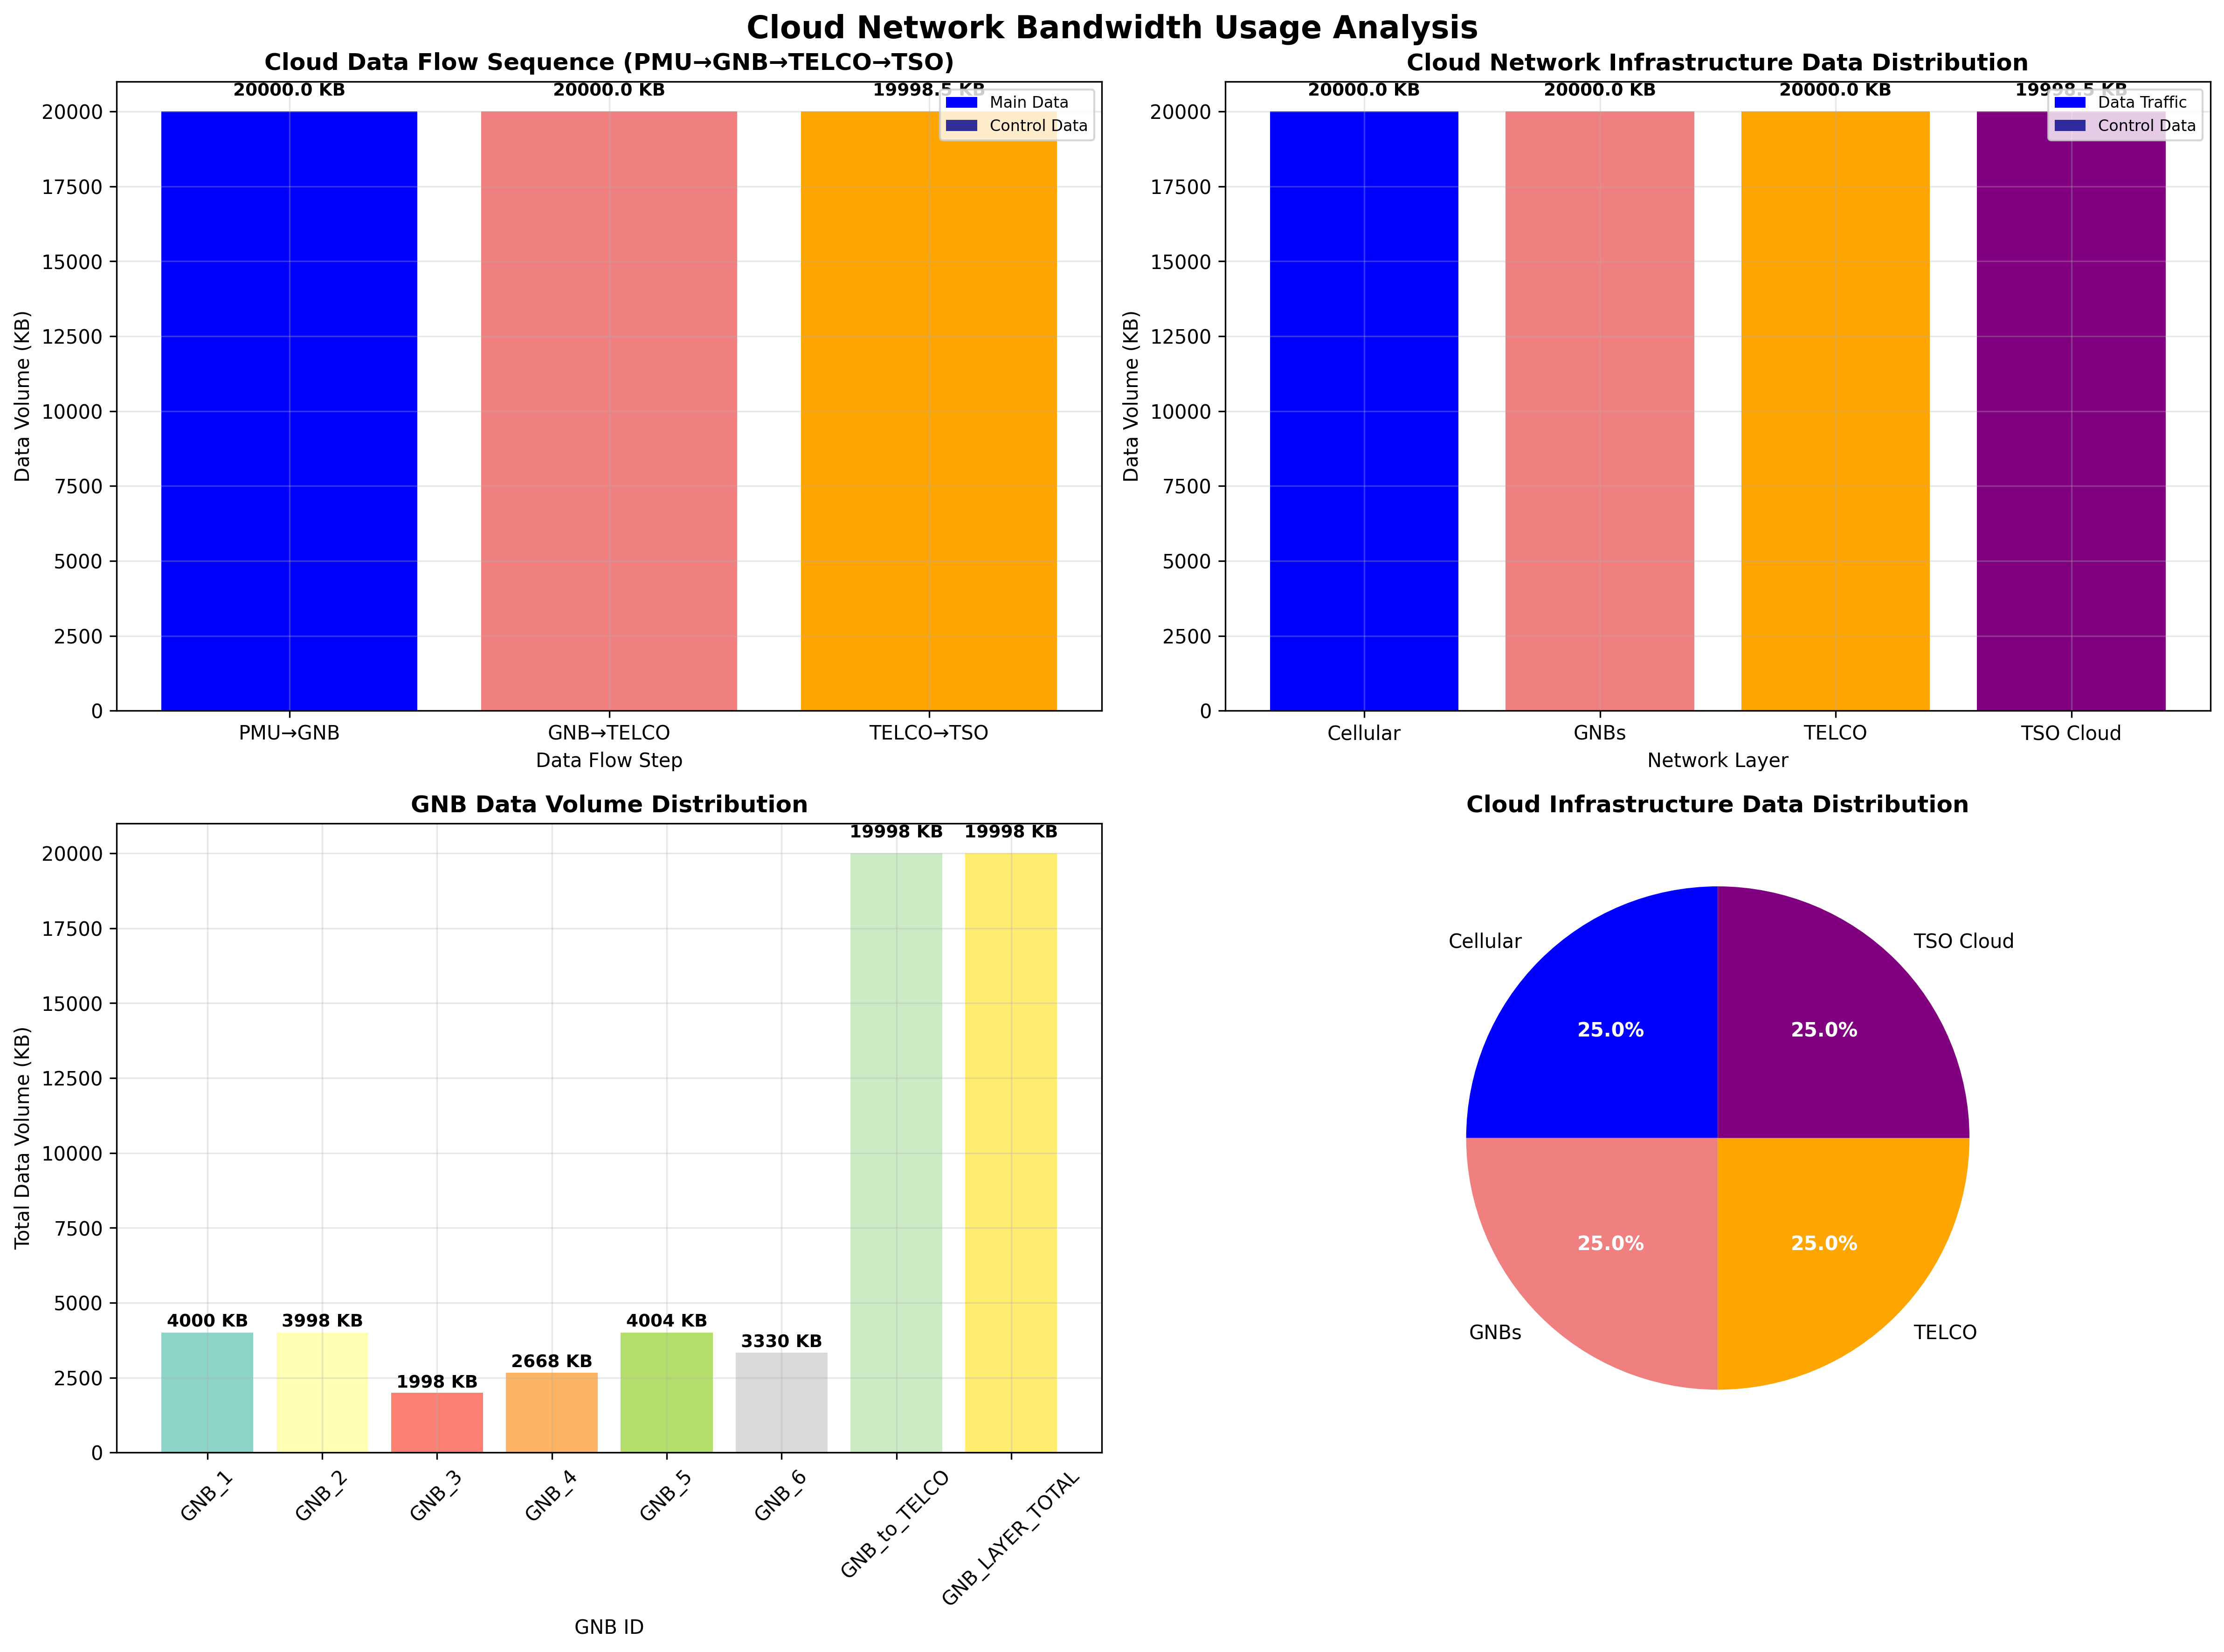 Cloud Network Bandwidth Usage Analysis
Cloud Data Flow Sequence (PMU→GNB→TELCO→TSO)
20000.0 KB
20000.0 KB
19998.5 KB
Main Data
Control Data
20000
17500
15000
12500
10000
7500
5000
2500
0
Data Volume (KB)
PMU→GNB
GNB→TELCO
TELCO→TSO
Data Flow Step
Cloud Network Infrastructure Data Distribution
20000.0 KB
20000.0 KB
20000.0 KB
19998.5 KB
Data Traffic
Control Data
20000
17500
15000
12500
10000
7500
5000
2500
0
Data Volume (KB)
Cellular
GNBs
TELCO
TSO Cloud
Network Layer
GNB Data Volume Distribution
19998 KB
19998 KB
20000
17500
15000
12500
10000
7500
5000
2500
0
Total Data Volume (KB)
4000 KB
3998 KB
1998 KB
2668 KB
4004 KB
3330 KB
GNB_1
GNB_2
GNB_3
GNB_4
GNB_5
GNB_6
GNB_to_TELCO
GNB_LAYER_TOTAL
GNB ID
Cloud Infrastructure Data Distribution
Cellular
TSO Cloud
25.0%
25.0%
25.0%
25.0%
GNBs
TELCO